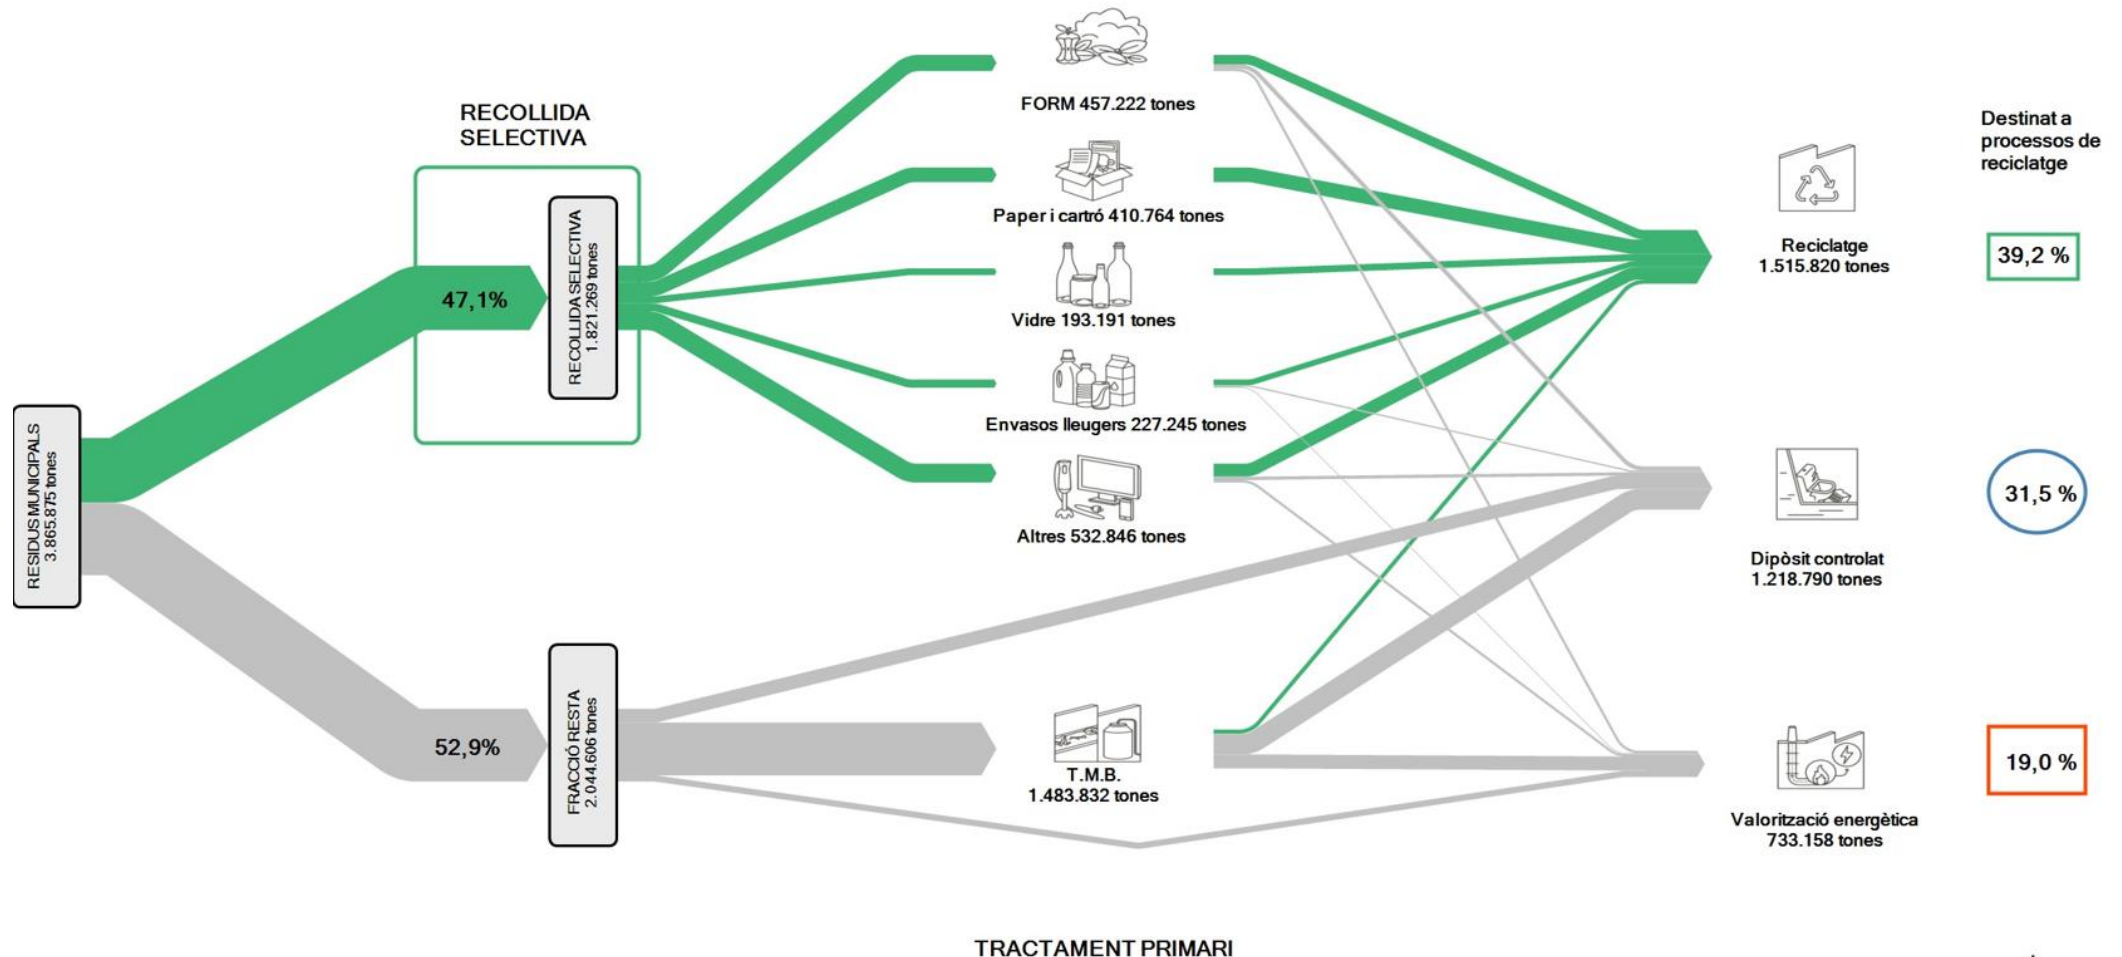 RECOLLIDA
SELECTIVA
47,1%
RECOLLIDA SELECTIVA
1.821.269 tones
RESIDUS MUNICIPALS
3.865.875 tones
52,9%
FRACCIÓ RESTA
2.044.606 tones
FORM 457.222 tones
Paper i cartró 410.764 tones
Vidre 193.191 tones
Envasos lleugers 227.245 tones
Altres 532.846 tones
T.M.B.
1.483.832 tones
Reciclatge
1.515.820 tones
Dipòsit controlat
1.218.790 tones
Valorització energètica
733.158 tones
Destinat a
processos de
reciclatge
39,2 %
31,5 %
19,0 %
TRACTAMENT PRIMARI